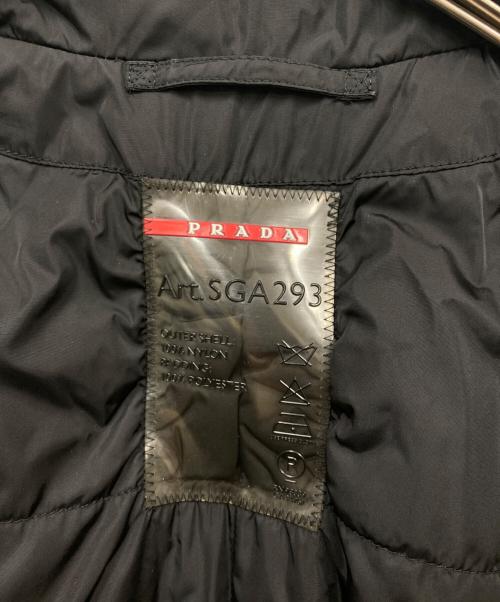 PRADA
Art.SGA293
OUTER SHELL:
100% NYLON
PADDING:
100% POLYESTER
P